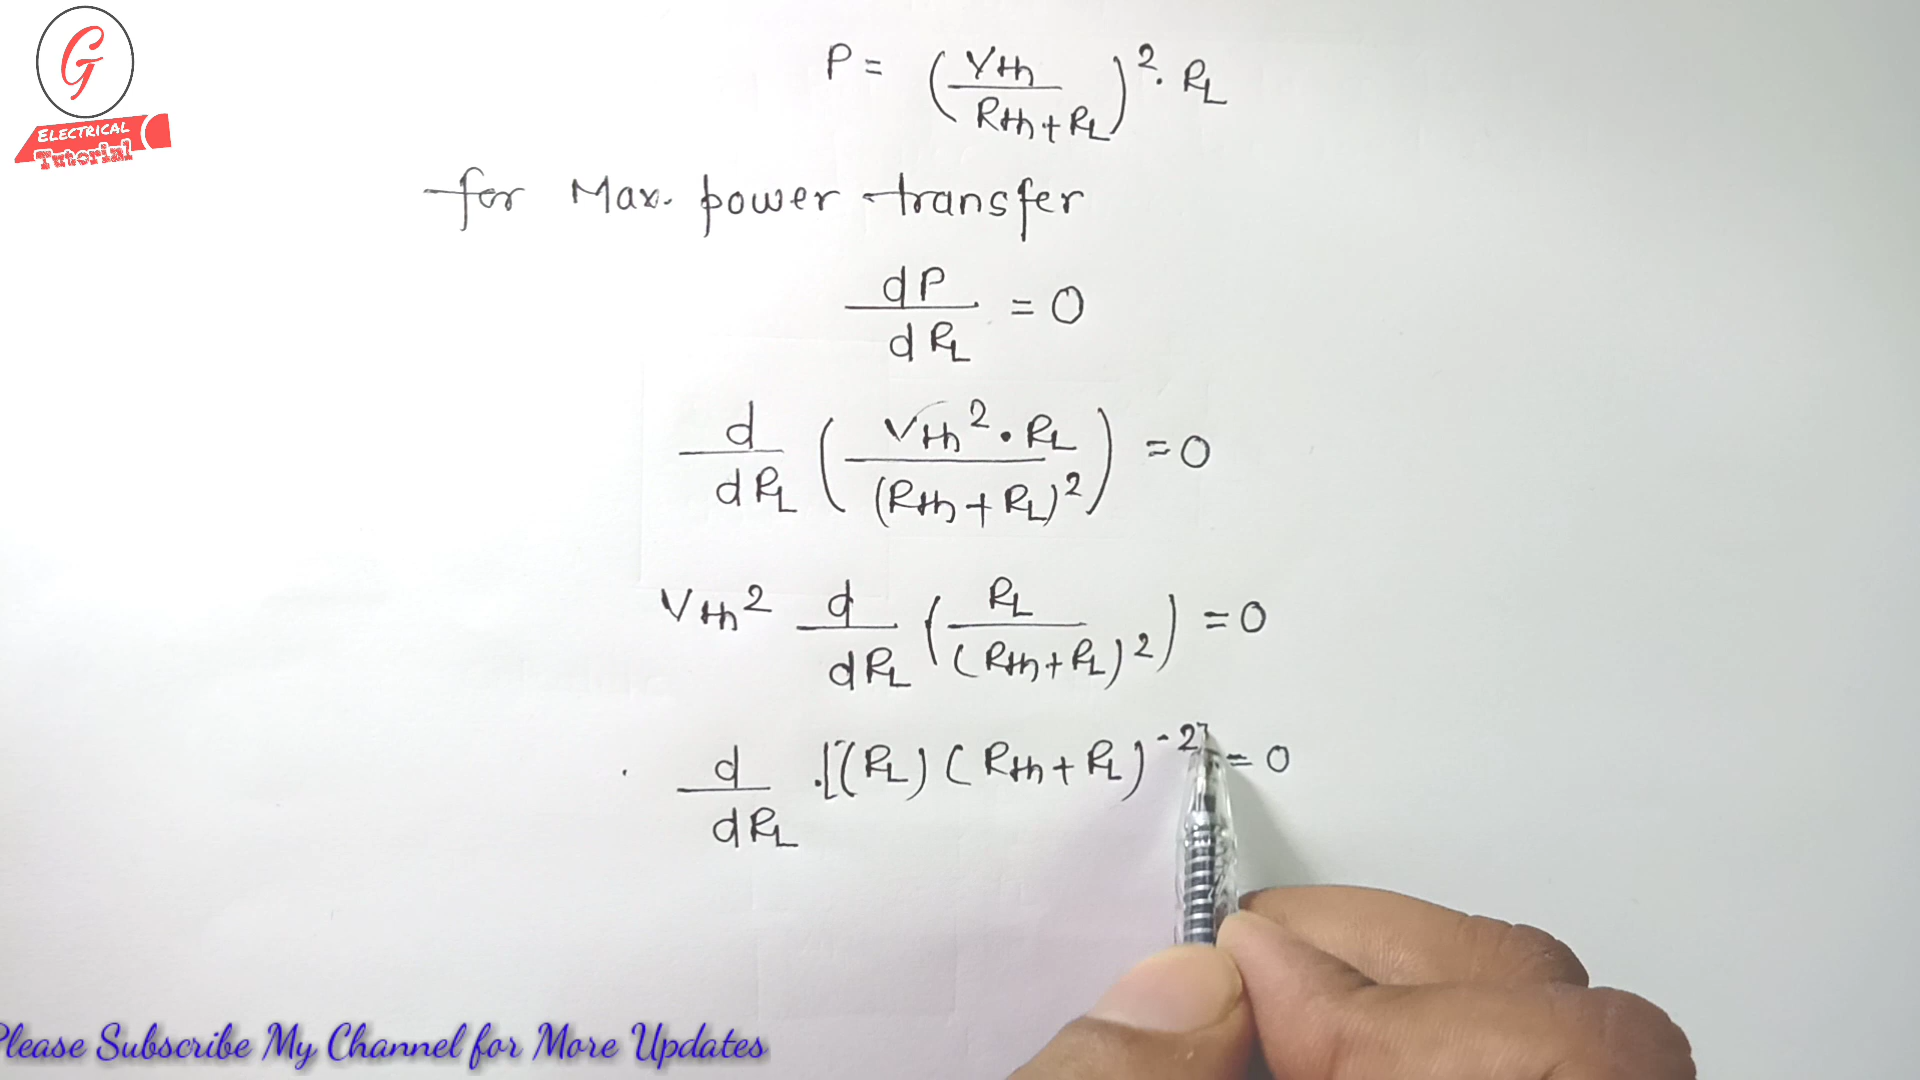 G
ELECTRICAL
Tutorial
P = (Vth / Rth + RL)². RL
for Max. power transfer
dP / dRL = 0
d / dRL (Vth² . RL / (Rth + RL)²) = 0
Vth² d / dRL (RL / (Rth + RL)²) = 0
d / dRL . [(RL) (Rth + RL)⁻²] = 0
Please Subscribe My Channel for More Updates